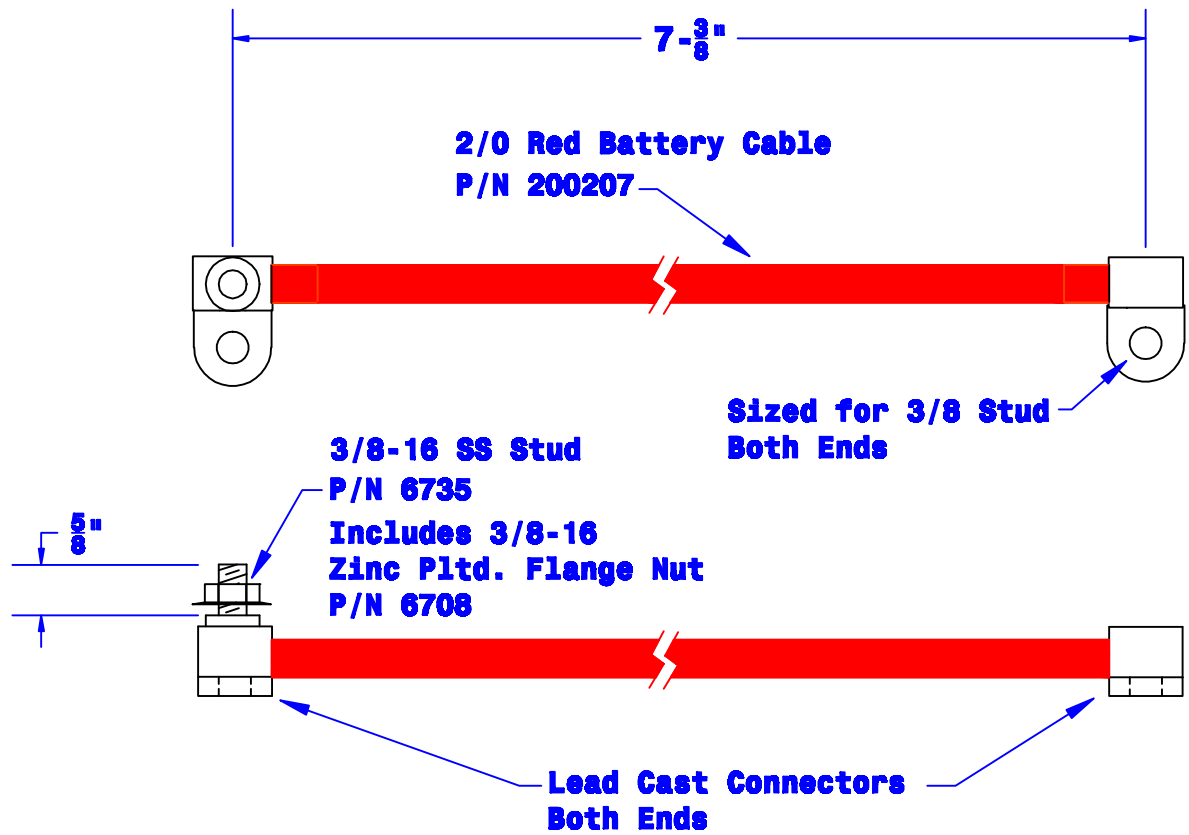 7-3/8"
2/0 Red Battery Cable
P/N 200207
Sized for 3/8 Stud
Both Ends
3/8-16 SS Stud
P/N 6735
Includes 3/8-16
Zinc Pltd. Flange Nut
P/N 6708
5/8"
Lead Cast Connectors
Both Ends